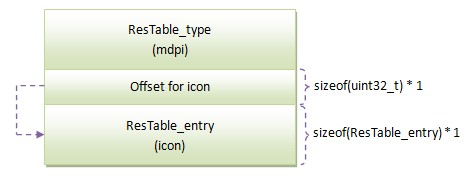 ResTable_type
(mdpi)
Offset for icon
sizeof(uint32_t) * 1
ResTable_entry
(icon)
sizeof(ResTable_entry) * 1